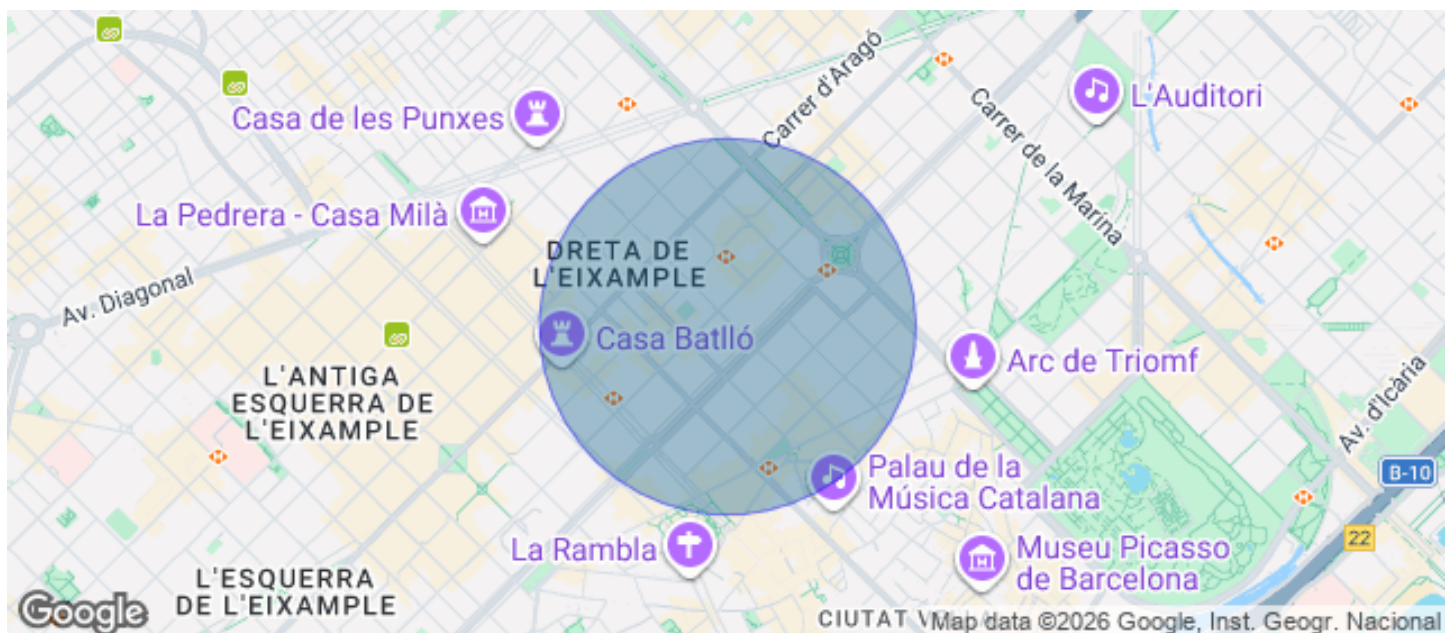 Carrer d'Aragó
L'Auditori
Casa de les Punxes
Carrer de la Marina
La Pedrera - Casa Milà
DRETA DE
L'EIXAMPLE
Av. Diagonal
Casa Batlló
Arc de Triomf
L'ANTIGA
ESQUERRA DE
L'EIXAMPLE
Av. d'Icària
Palau de la
Música Catalana
B-10
22
La Rambla
Museu Picasso
de Barcelona
L'ESQUERRA
DE L'EIXAMPLE
Google
CIUTAT
Map data ©2026 Google, Inst. Geogr. Nacional